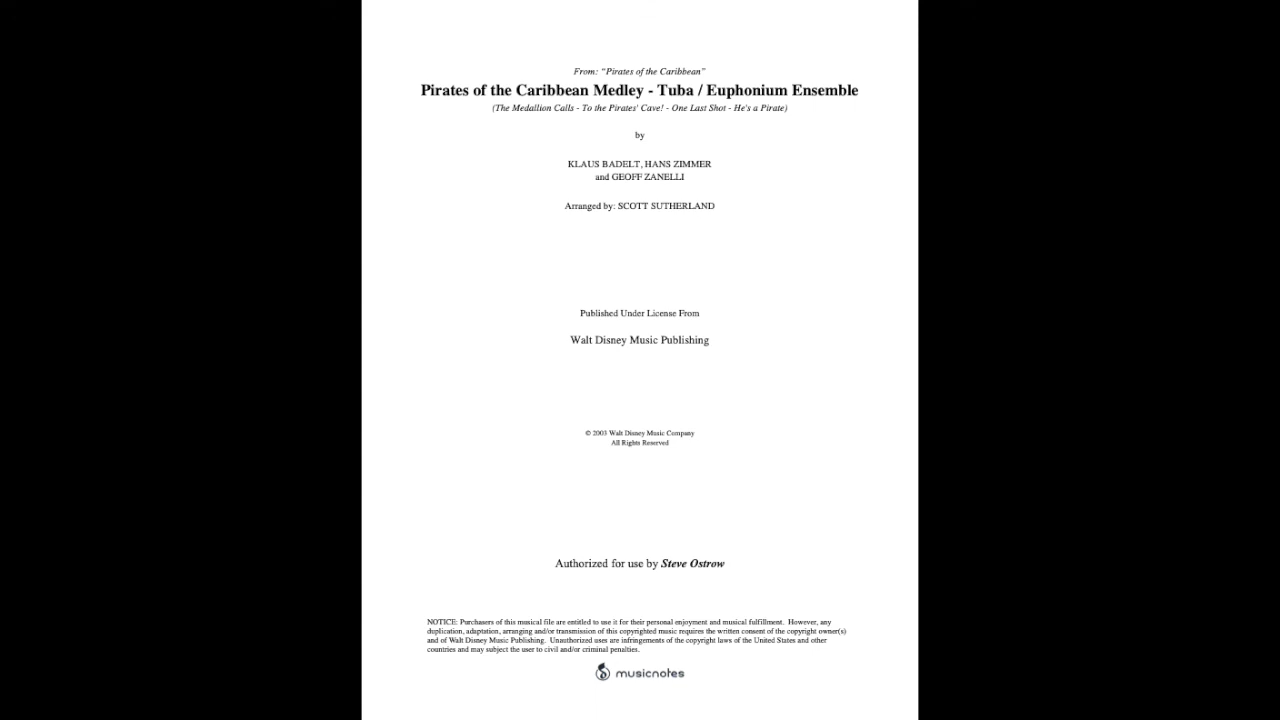 From: “Pirates of the Caribbean”
Pirates of the Caribbean Medley - Tuba / Euphonium Ensemble
(The Medallion Calls - To the Pirates' Cave! - One Last Shot - He's a Pirate)
by
KLAUS BADELT, HANS ZIMMER
and GEOFF ZANELLI
Arranged by: SCOTT SUTHERLAND
Published Under License From
Walt Disney Music Publishing
© 2003 Walt Disney Music Company
All Rights Reserved
Authorized for use by Steve Ostrow
NOTICE: Purchasers of this musical file are entitled to use it for their personal enjoyment and musical fulfillment. However, any
duplication, adaptation, arranging and/or transmission of this copyrighted music requires the written consent of the copyright owner(s)
and of Walt Disney Music Publishing. Unauthorized uses are infringements of the copyright laws of the United States and other
countries and may subject the user to civil and/or criminal penalties.
musicnotes